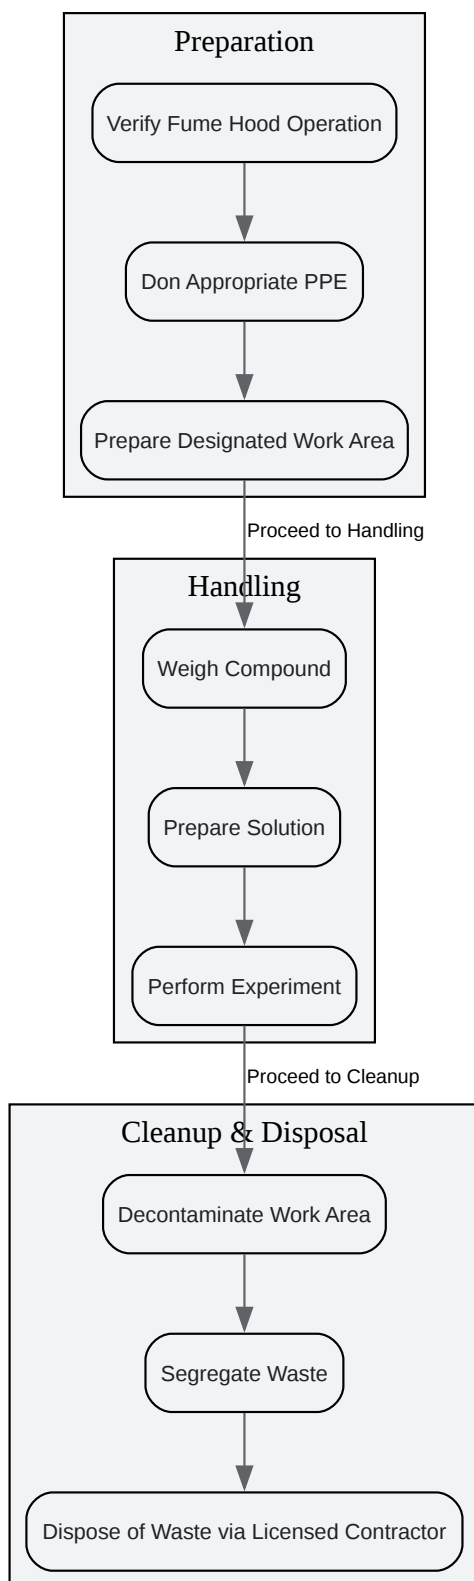 Preparation
Verify Fume Hood Operation
Don Appropriate PPE
Prepare Designated Work Area
Proceed to Handling
Handling
Weigh Compound
Prepare Solution
Perform Experiment
Proceed to Cleanup
Cleanup & Disposal
Decontaminate Work Area
Segregate Waste
Dispose of Waste via Licensed Contractor